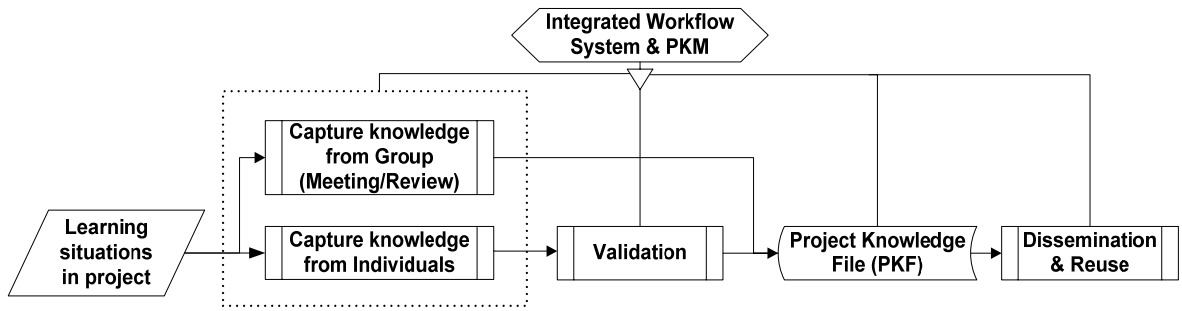 Integrated Workflow
System & PKM
Capture knowledge
from Group
(Meeting/Review)
Learning
situations
in project
Capture knowledge
from Individuals
Validation
Project Knowledge
File (PKF)
Dissemination
& Reuse